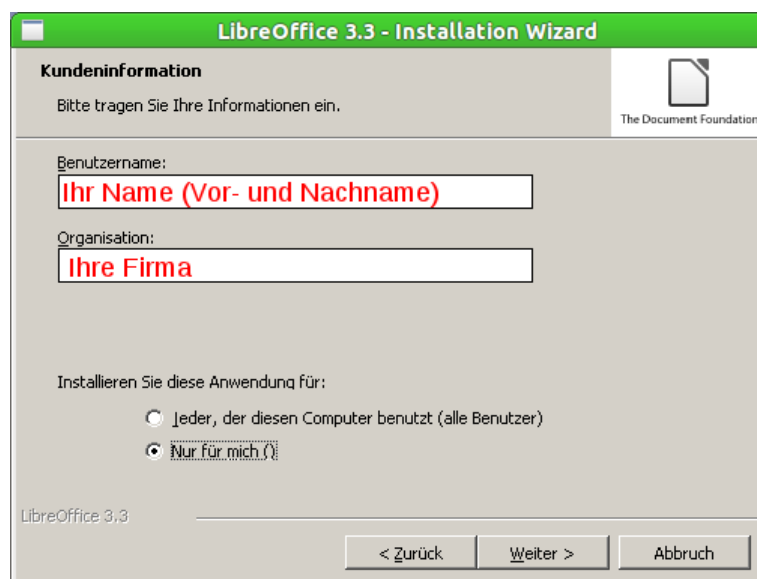 LibreOffice 3.3 - Installation Wizard
Kundeninformation
Bitte tragen Sie Ihre Informationen ein.
The Document Foundation
Benutzername:
Ihr Name (Vor- und Nachname)
Organisation:
Ihre Firma
Installieren Sie diese Anwendung für:
Jeder, der diesen Computer benutzt (alle Benutzer)
Nur für mich ()
LibreOffice 3.3
< Zurück Weiter > Abbruch